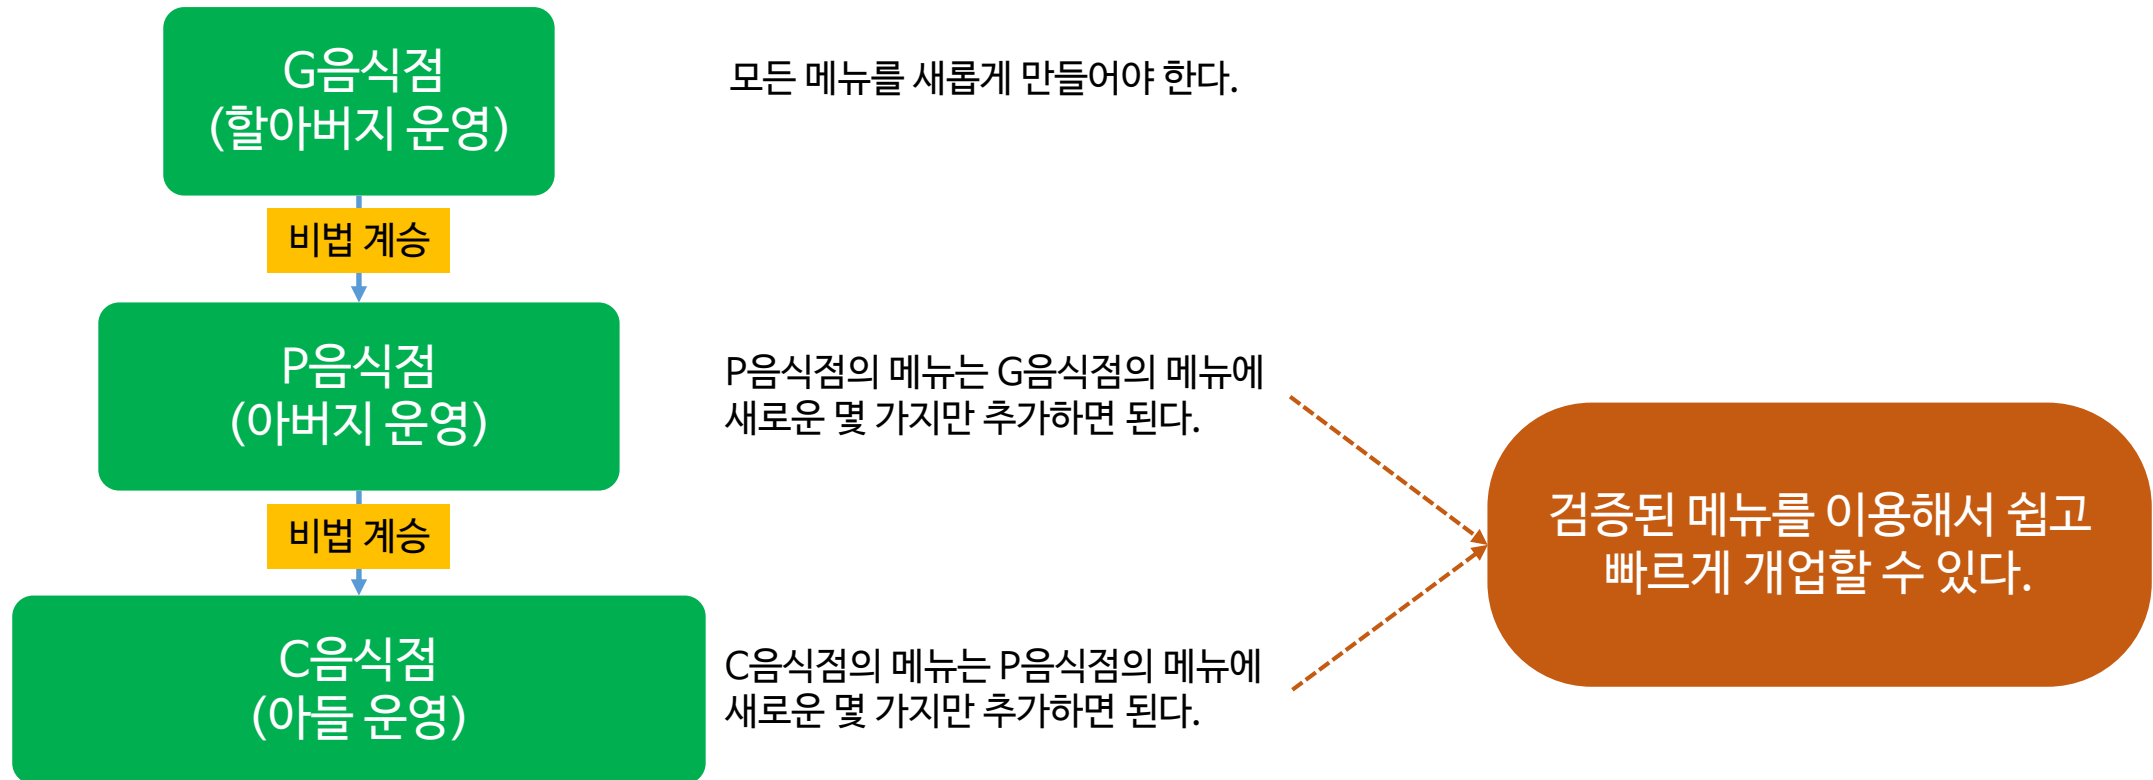 G음식점
(할아버지 운영)
모든 메뉴를 새롭게 만들어야 한다.
비법 계승
P음식점
(아버지 운영)
P음식점의 메뉴는 G음식점의 메뉴에
새로운 몇 가지만 추가하면 된다.
검증된 메뉴를 이용해서 쉽고
빠르게 개업할 수 있다.
비법 계승
C음식점
(아들 운영)
C음식점의 메뉴는 P음식점의 메뉴에
새로운 몇 가지만 추가하면 된다.